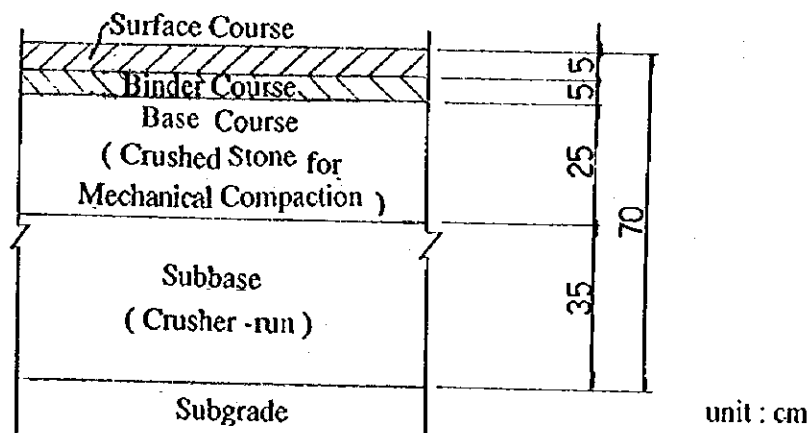 Surface Course
Binder Course
Base Course
( Crushed Stone for
Mechanical Compaction )
Subbase
( Crusher-run )
Subgrade
5
5
25
35
70
unit : cm